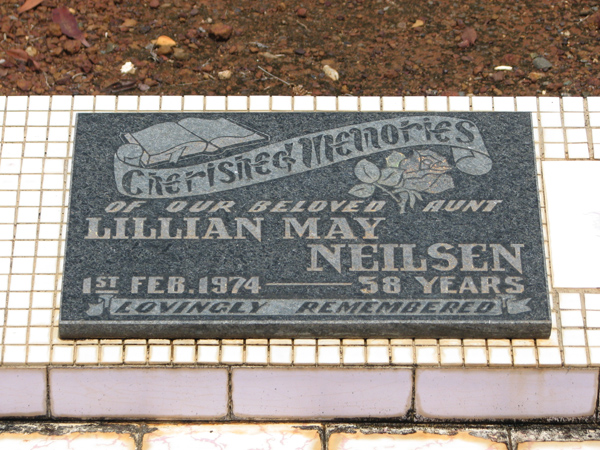 Cherished Memories
OF OUR BELOVED AUNT
LILLIAN MAY
NEILSEN
1ST FEB. 1974 — 58 YEARS
LOVINGLY REMEMBERED